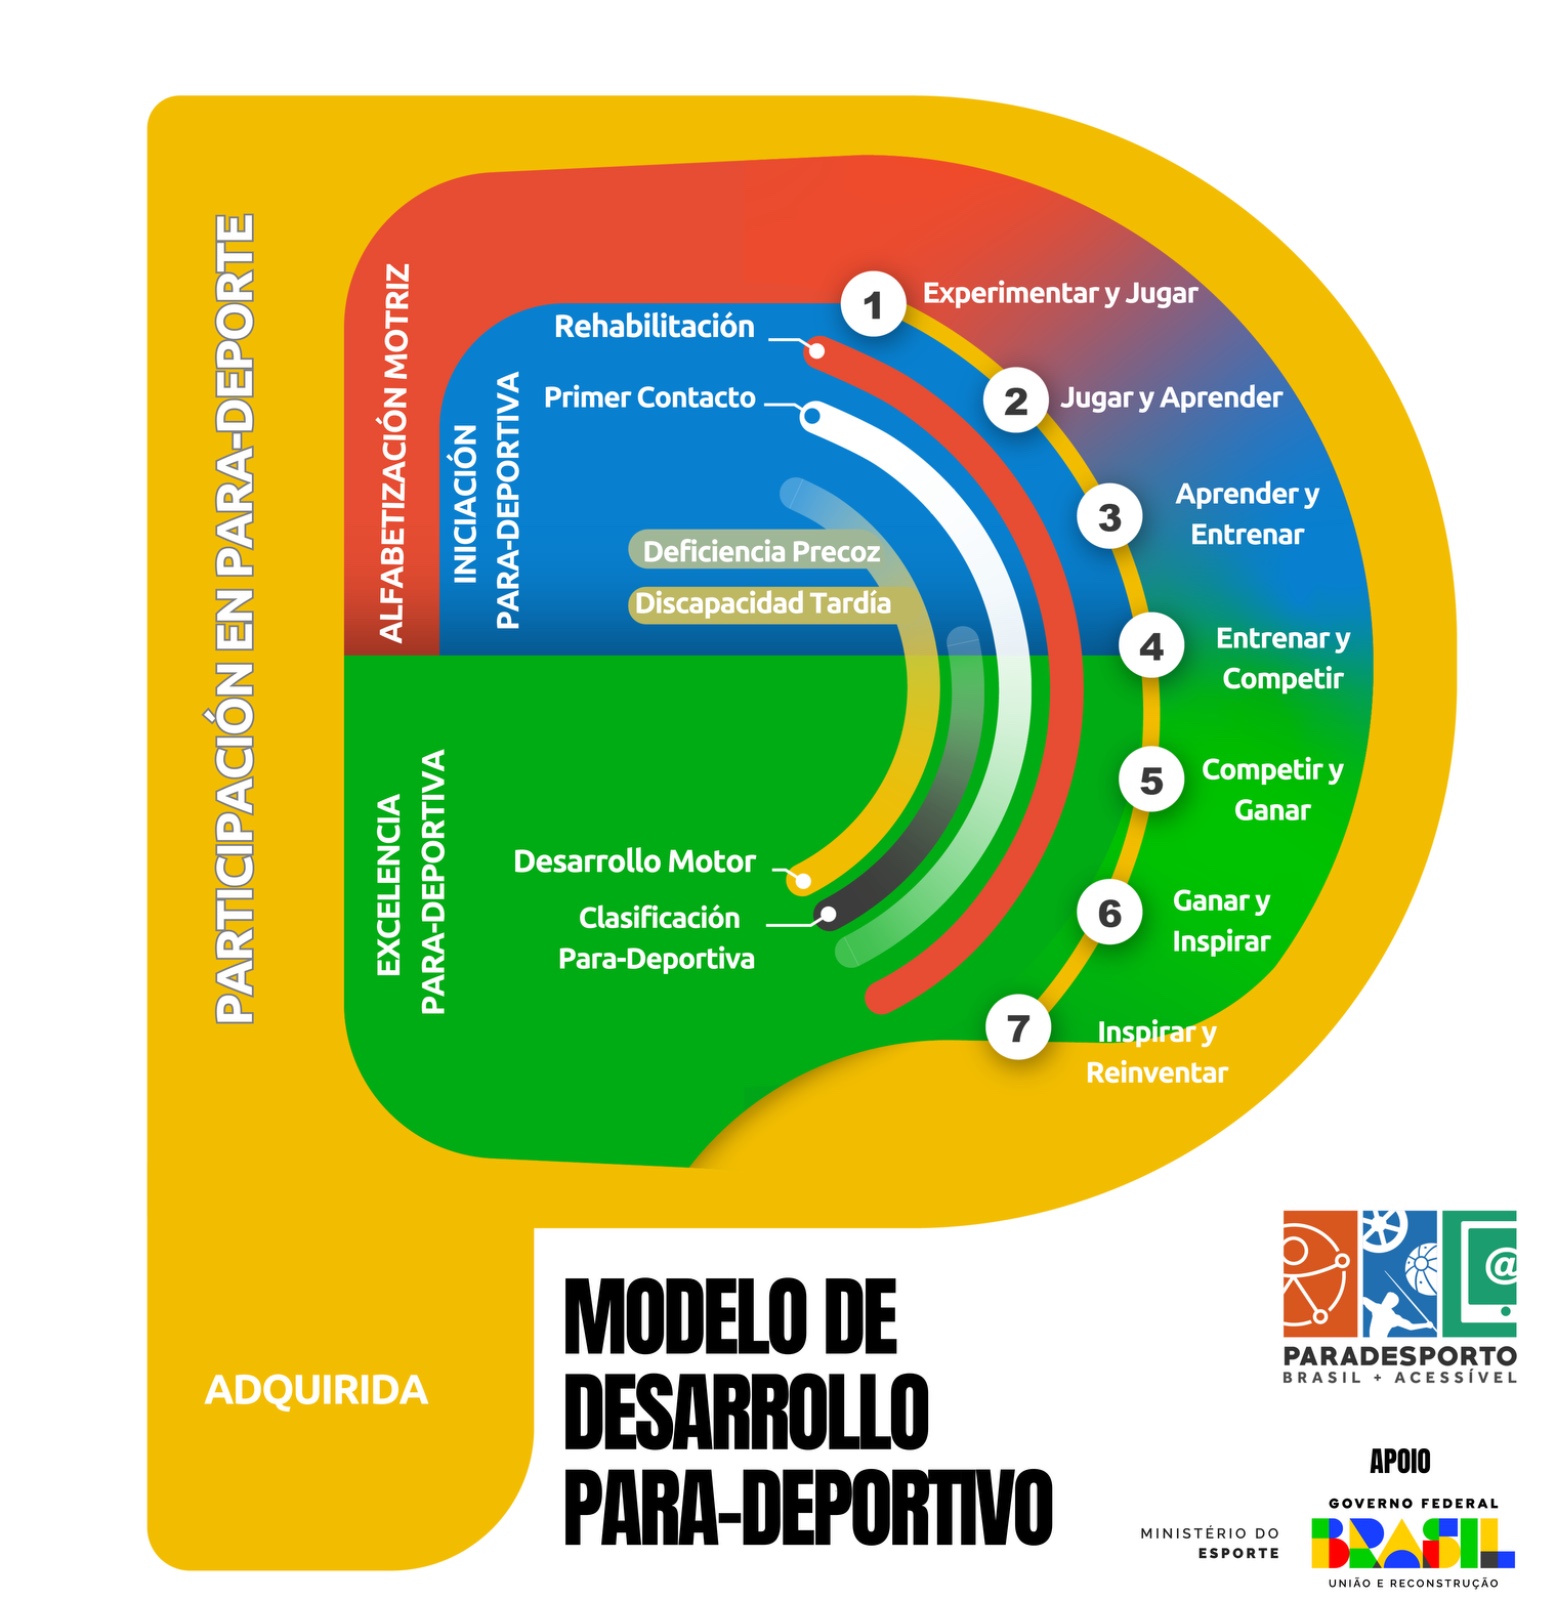 PARTICIPACIÓN EN PARA-DEPORTE
ALFABETIZACIÓN MOTRIZ
INICIACIÓN
PARA-DEPORTIVA
EXCELENCIA
PARA-DEPORTIVA
Rehabilitación
Primer Contacto
Deficiencia Precoz
Discapacidad Tardía
Desarrollo Motor
Clasificación
Para-Deportiva
1
Experimentar y Jugar
2
Jugar y Aprender
3
Aprender y
Entrenar
4
Entrenar y
Competir
5
Competir y
Ganar
6
Ganar y
Inspirar
7
Inspirar y
Reinventar
ADQUIRIDA
MODELO DE
DESARROLLO
PARA-DEPORTIVO
@
PARADESPORTO
BRASIL + ACESSÍVEL
APOIO
MINISTÉRIO DO
ESPORTE
GOVERNO FEDERAL
BRASIL
UNIÃO E RECONSTRUÇÃO